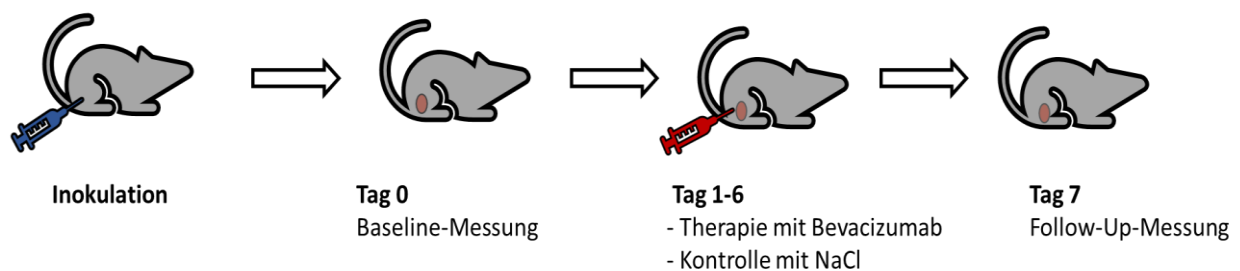 Inokulation
Tag 0
Baseline-Messung
Tag 1-6
- Therapie mit Bevacizumab
- Kontrolle mit NaCl
Tag 7
Follow-Up-Messung